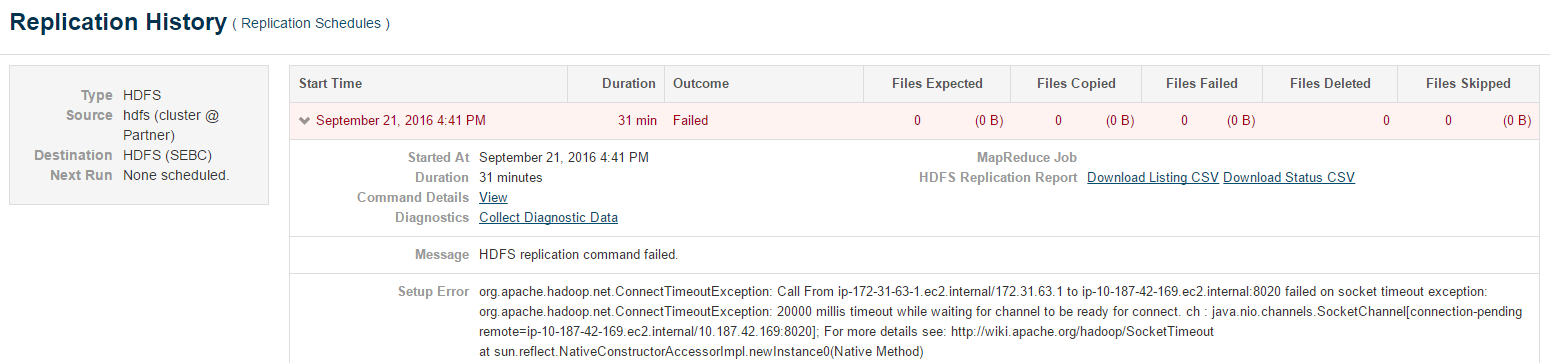 Replication History ( Replication Schedules )
Type HDFS
Source hdfs (cluster @
Partner)
Destination HDFS (SEBC)
Next Run None scheduled.
Start Time Duration Outcome Files Expected Files Copied Files Failed Files Deleted Files Skipped
September 21, 2016 4:41 PM 31 min Failed 0 (0 B) 0 (0 B) 0 (0 B) 0 0 (0 B)
Started At September 21, 2016 4:41 PM MapReduce Job
Duration 31 minutes HDFS Replication Report Download Listing CSV Download Status CSV
Command Details View
Diagnostics Collect Diagnostic Data
Message HDFS replication command failed.
Setup Error org.apache.hadoop.net.ConnectTimeoutException: Call From ip-172-31-63-1.ec2.internal/172.31.63.1 to ip-10-187-42-169.ec2.internal:8020 failed on socket timeout exception:
org.apache.hadoop.net.ConnectTimeoutException: 20000 millis timeout while waiting for channel to be ready for connect. ch : java.nio.channels.SocketChannel[connection-pending
remote=ip-10-187-42-169.ec2.internal/10.187.42.169:8020]; For more details see: http://wiki.apache.org/hadoop/SocketTimeout
at sun.reflect.NativeConstructorAccessorImpl.newInstance0(Native Method)